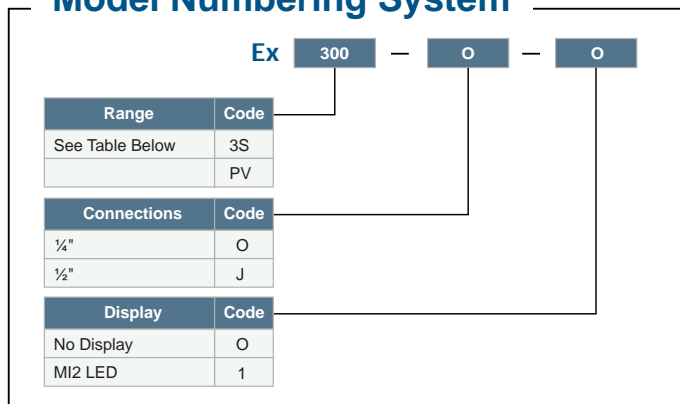 Model Numbering System
Ex 300 — O — O
Range Code
See Table Below 3S
PV
Connections Code
¼" O
½" J
Display Code
No Display O
MI2 LED 1